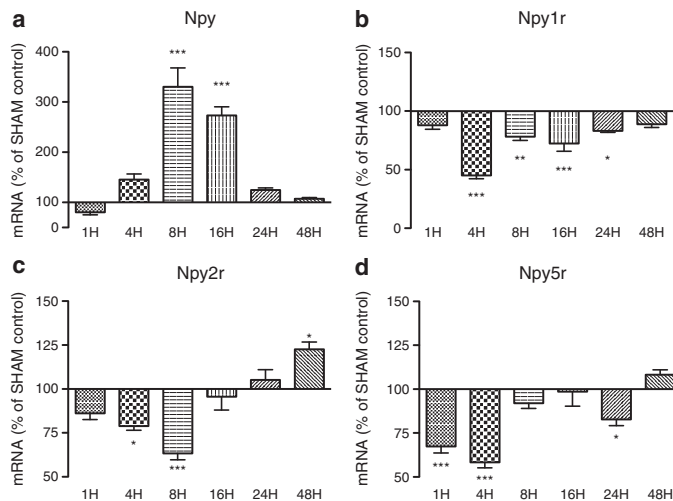 a
Npy
mRNA (% of SHAM control)
400
300
200
100
0
***
***
1H 4H 8H 16H 24H 48H
b
Npy1r
mRNA (% of SHAM control)
150
100
50
0
***
**
***
*
1H 4H 8H 16H 24H 48H
c
Npy2r
mRNA (% of SHAM control)
150
125
100
75
50
*
***
*
1H 4H 8H 16H 24H 48H
d
Npy5r
mRNA (% of SHAM control)
150
125
100
75
50
***
***
*
1H 4H 8H 16H 24H 48H